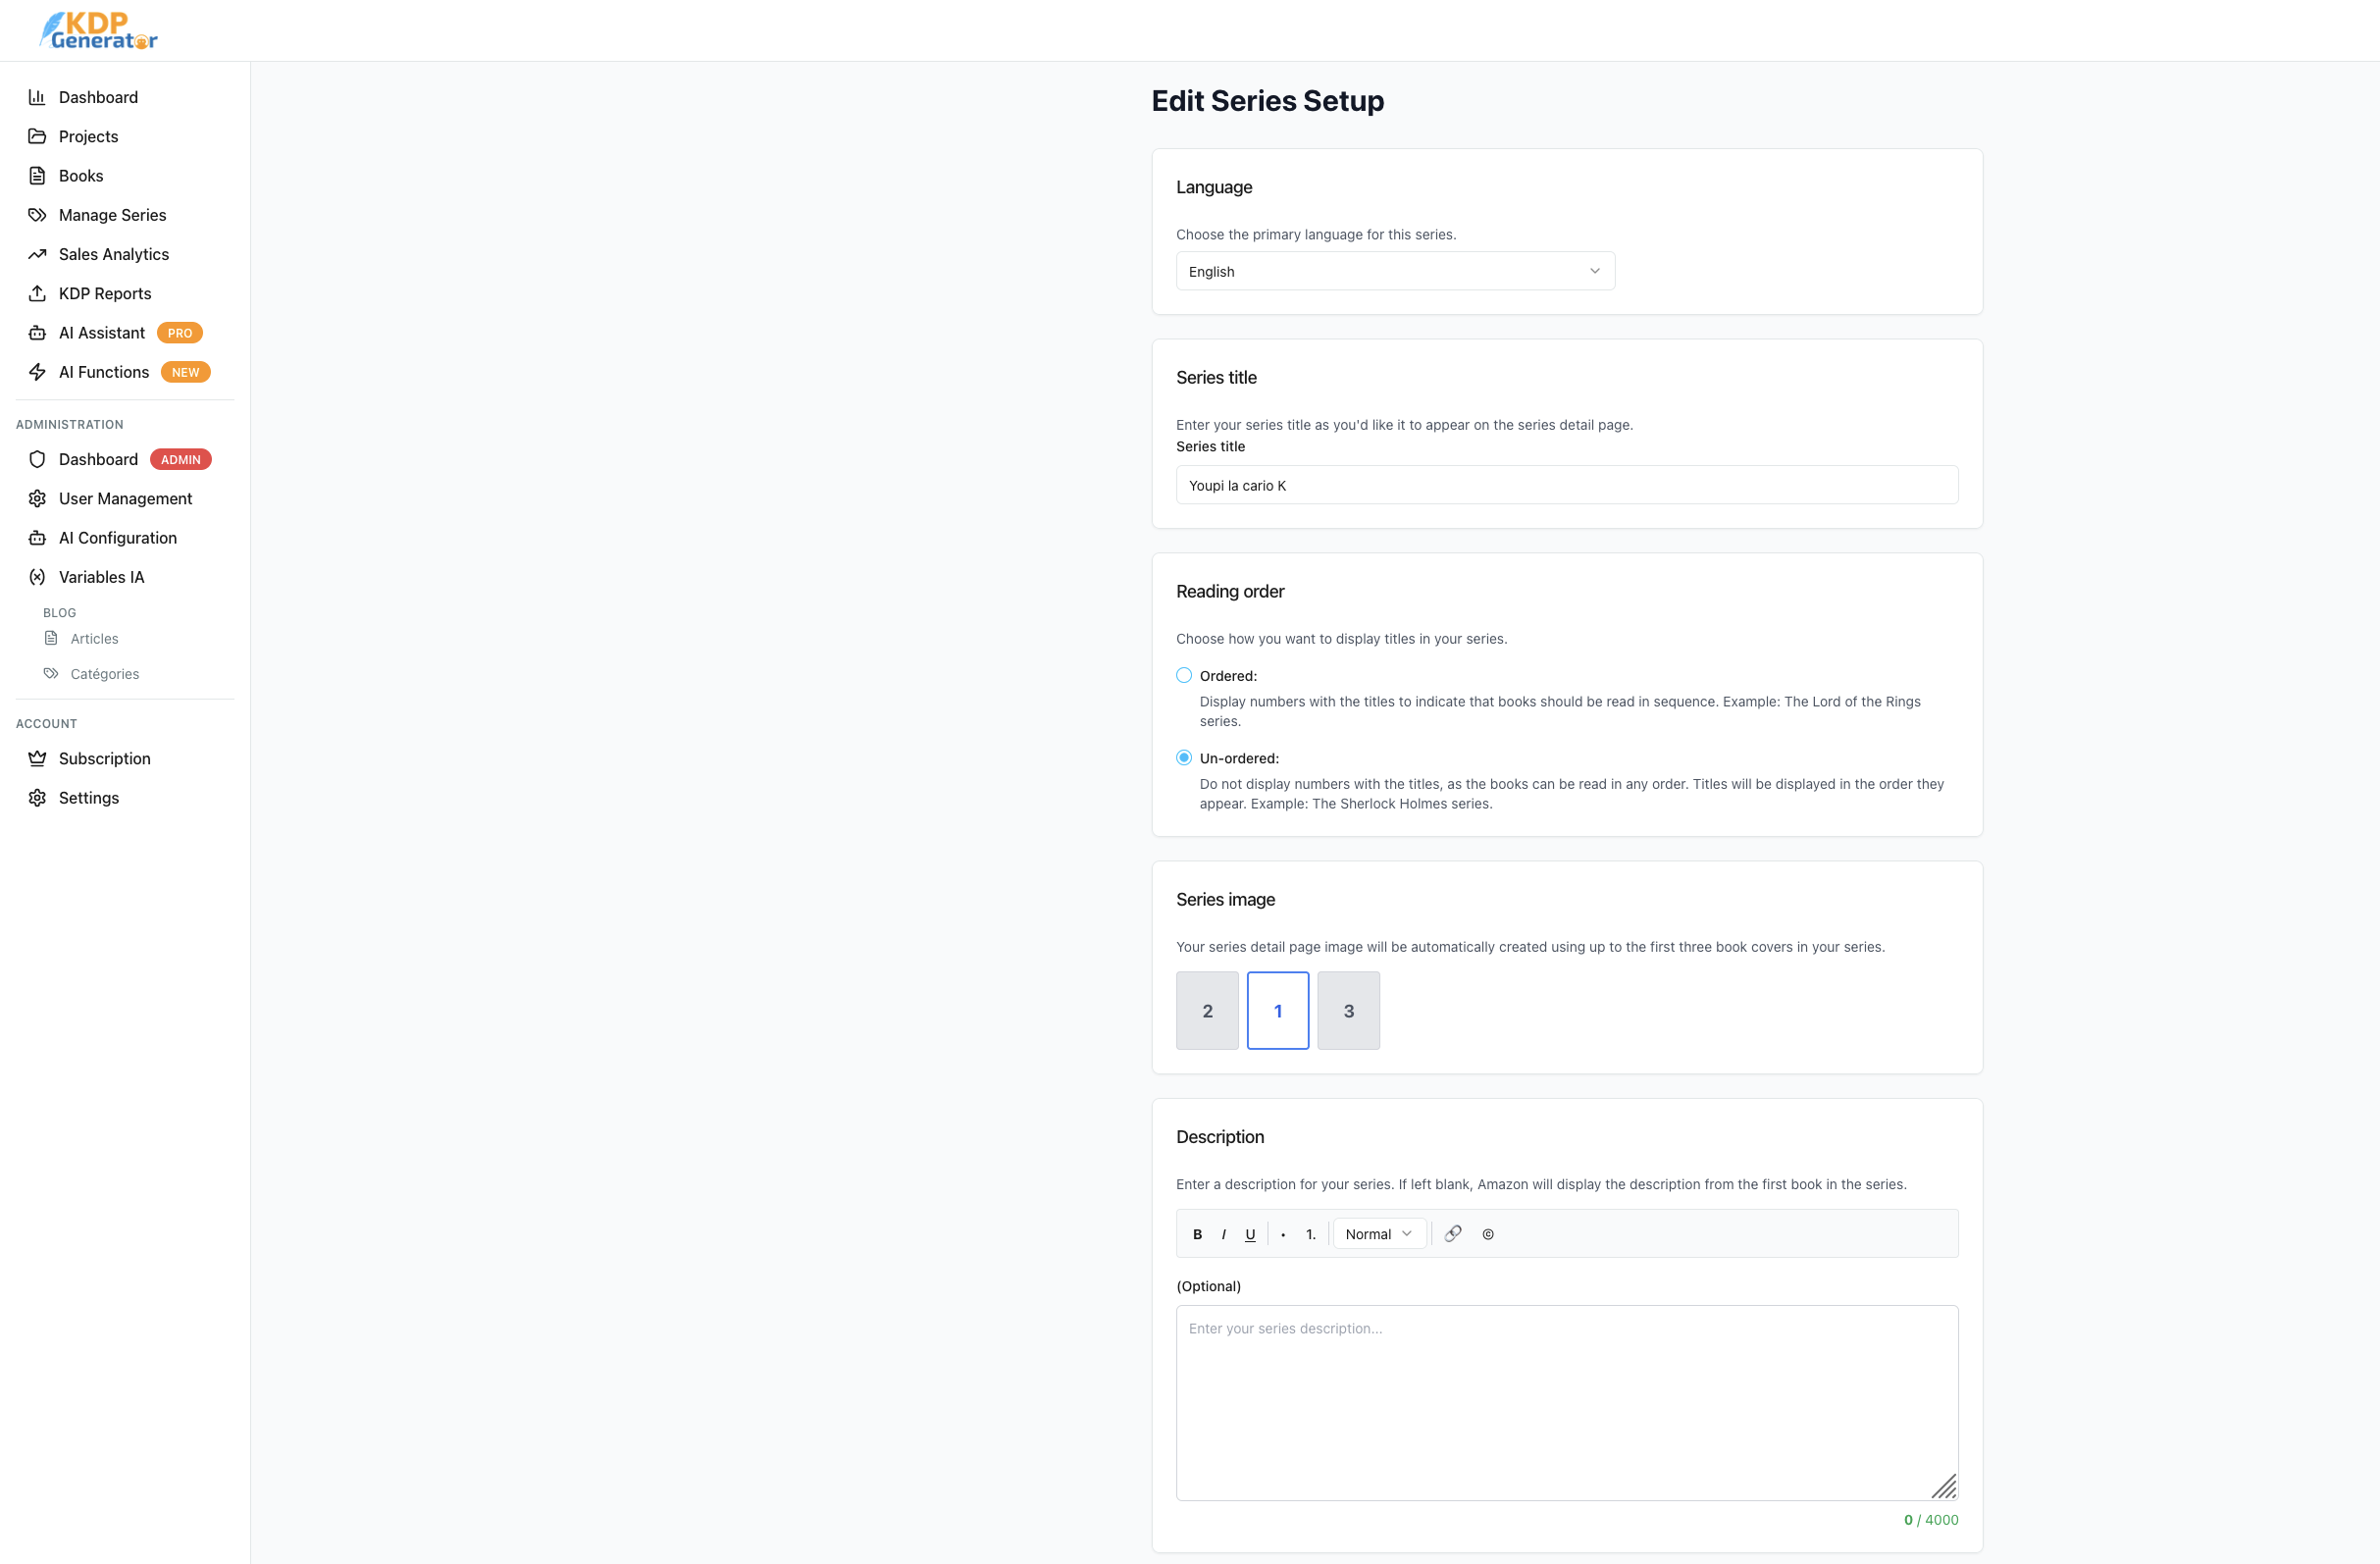 KDP
Generator
Dashboard
Projects
Books
Manage Series
Sales Analytics
KDP Reports
AI Assistant PRO
AI Functions NEW
ADMINISTRATION
Dashboard ADMIN
User Management
AI Configuration
Variables IA
BLOG
Articles
Catégories
ACCOUNT
Subscription
Settings
Edit Series Setup
Language
Choose the primary language for this series.
English
Series title
Enter your series title as you'd like it to appear on the series detail page.
Series title
Youpi la cario K
Reading order
Choose how you want to display titles in your series.
Ordered:
Display numbers with the titles to indicate that books should be read in sequence. Example: The Lord of the Rings
series.
Un-ordered:
Do not display numbers with the titles, as the books can be read in any order. Titles will be displayed in the order they
appear. Example: The Sherlock Holmes series.
Series image
Your series detail page image will be automatically created using up to the first three book covers in your series.
2 1 3
Description
Enter a description for your series. If left blank, Amazon will display the description from the first book in the series.
B I U • 1. Normal 🔗 ©
(Optional)
Enter your series description...
0 / 4000